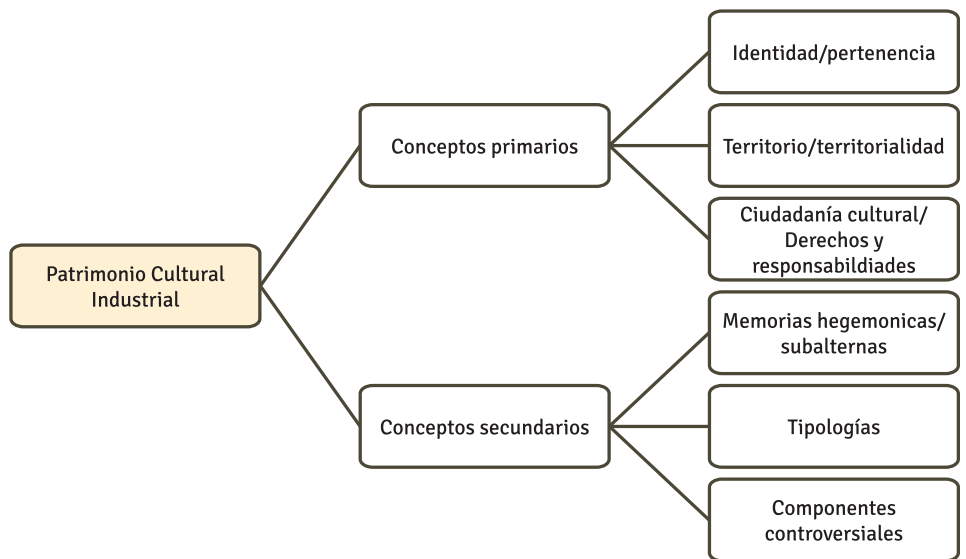 Patrimonio Cultural
Industrial
Conceptos primarios
Identidad/pertenencia
Territorio/territorialidad
Ciudadanía cultural/
Derechos y
responsabildiades
Conceptos secundarios
Memorias hegemonicas/
subalternas
Tipologías
Componentes
controversiales